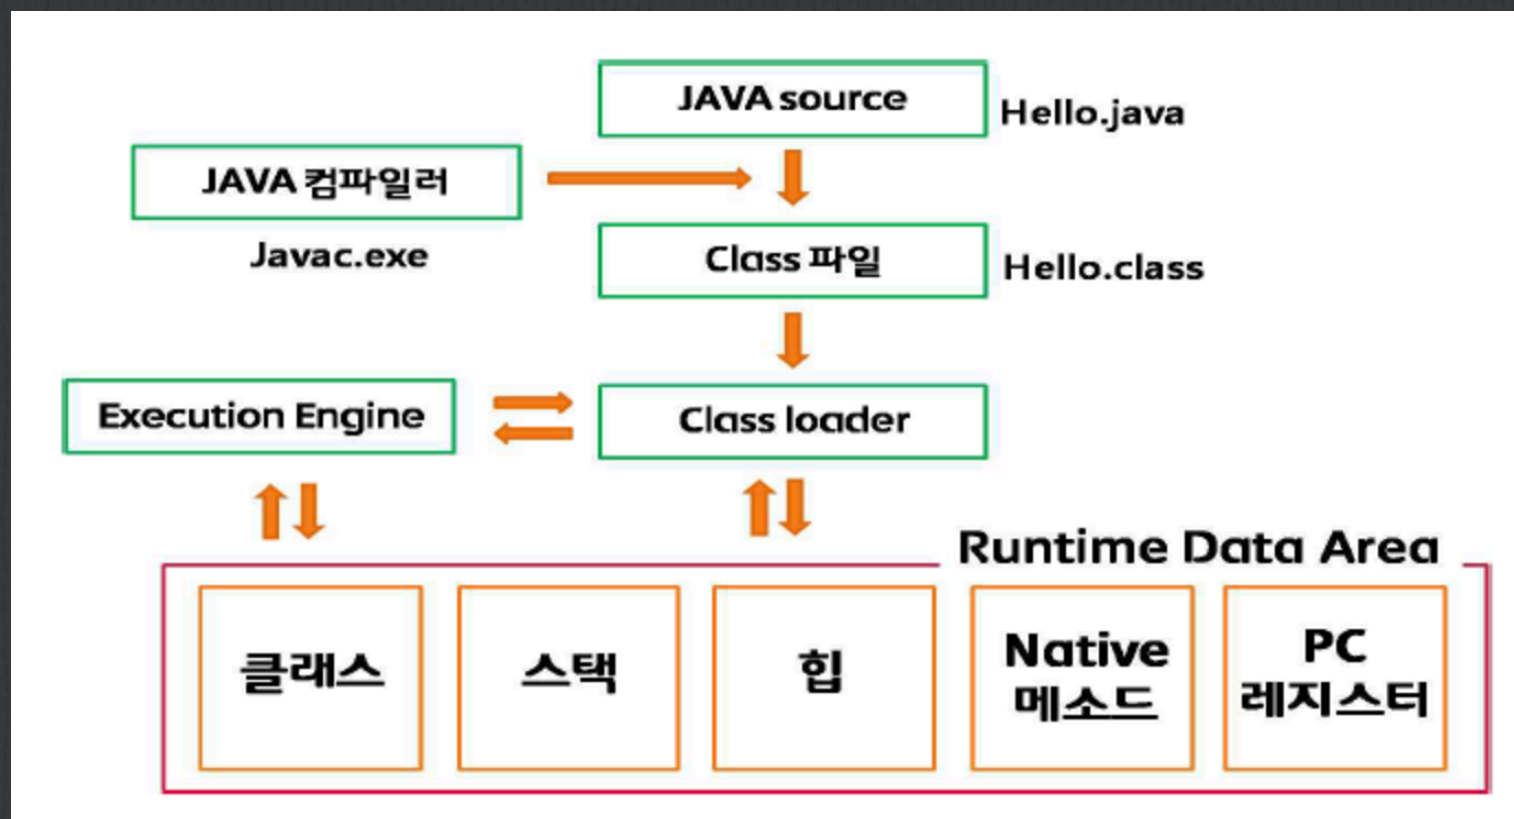 JAVA source
Hello.java
JAVA 컴파일러
Javac.exe
Class 파일
Hello.class
Execution Engine
Class loader
Runtime Data Area
클래스
스택
힙
Native
메소드
PC
레지스터